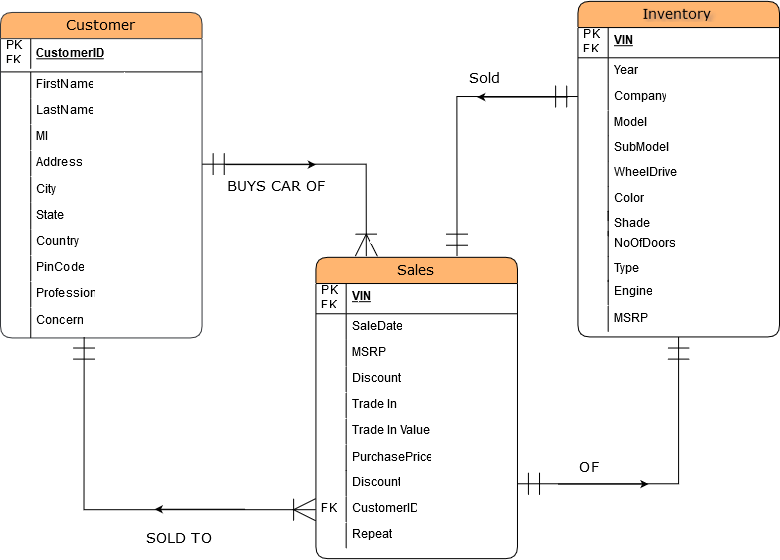 Customer
PK
FK
CustomerID
FirstName
LastName
MI
Address
City
State
Country
PinCode
Profession
Concern
BUYS CAR OF
SOLD TO
Sales
PK
FK
VIN
SaleDate
MSRP
Discount
Trade In
Trade In Value
PurchasePrice
Discount
FK CustomerID
Repeat
Sold
OF
Inventory
PK
FK
VIN
Year
Company
Model
SubModel
WheelDrive
Color
Shade
NoOfDoors
Type
Engine
MSRP